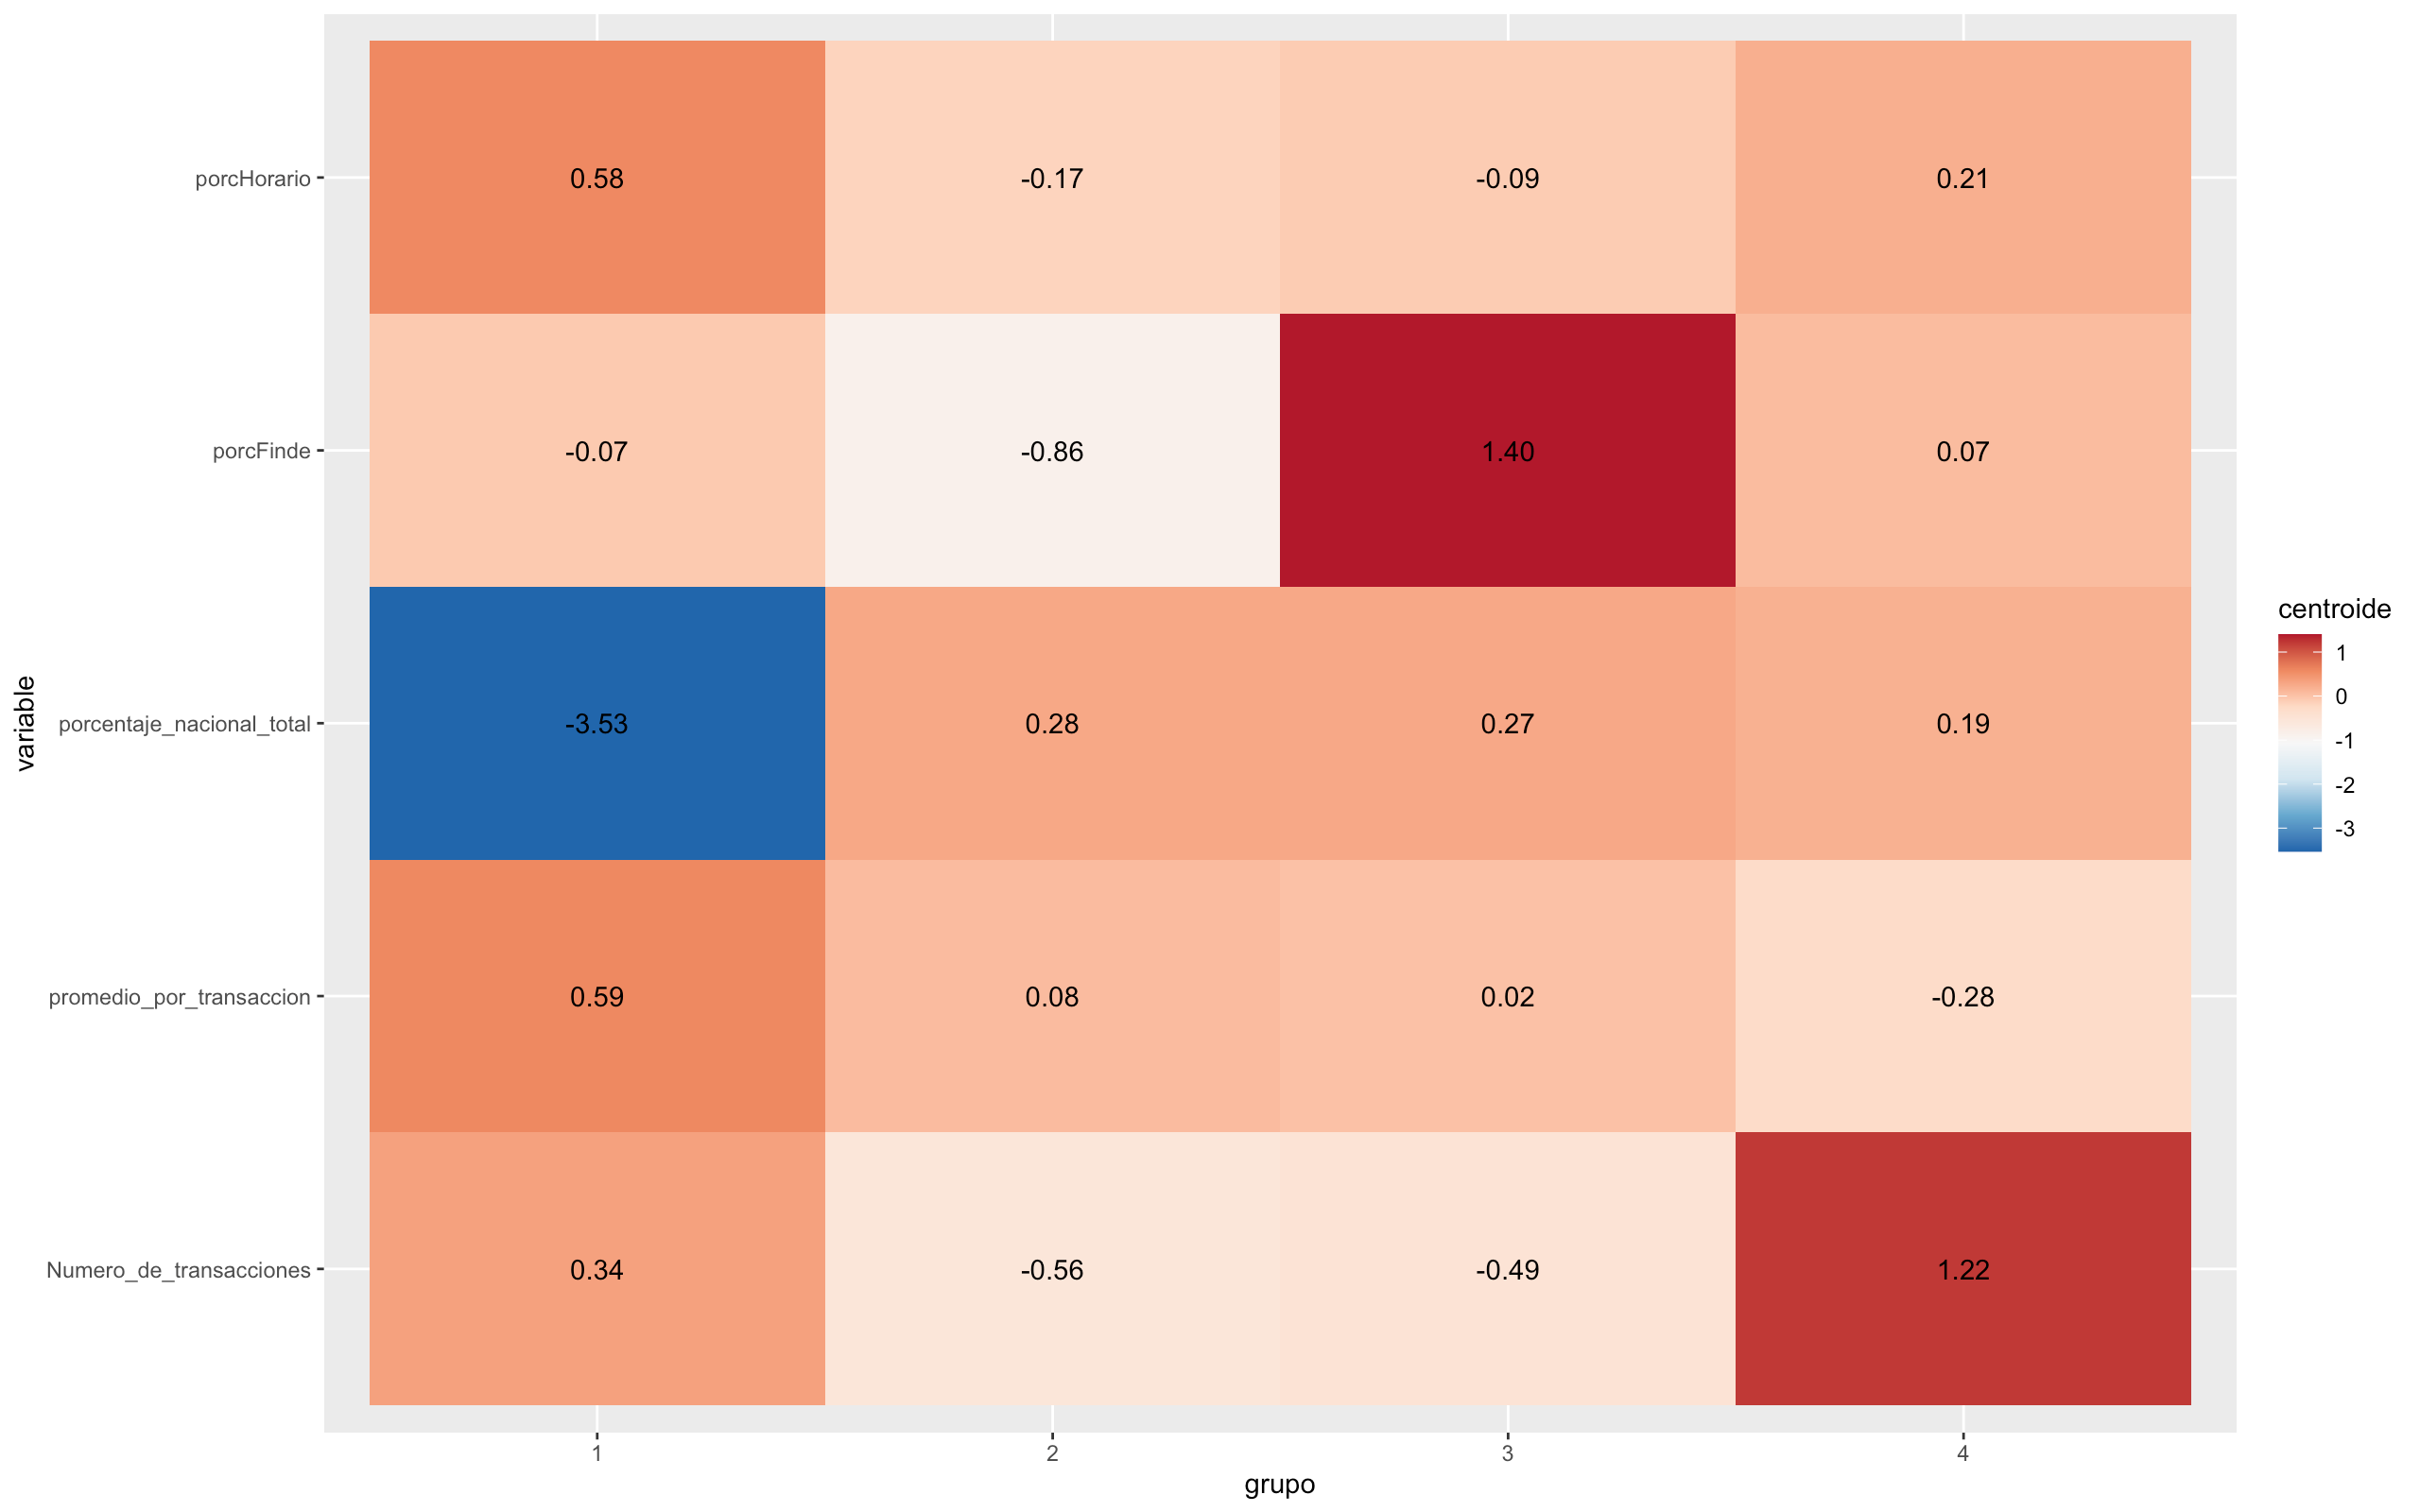 porcHorario 0.58 -0.17 -0.09 0.21
porcFinde -0.07 -0.86 1.40 0.07
porcentaje_nacional_total -3.53 0.28 0.27 0.19
promedio_por_transaccion 0.59 0.08 0.02 -0.28
Numero_de_transacciones 0.34 -0.56 -0.49 1.22
1 2 3 4
grupo
variable
centroide
1
0
-1
-2
-3